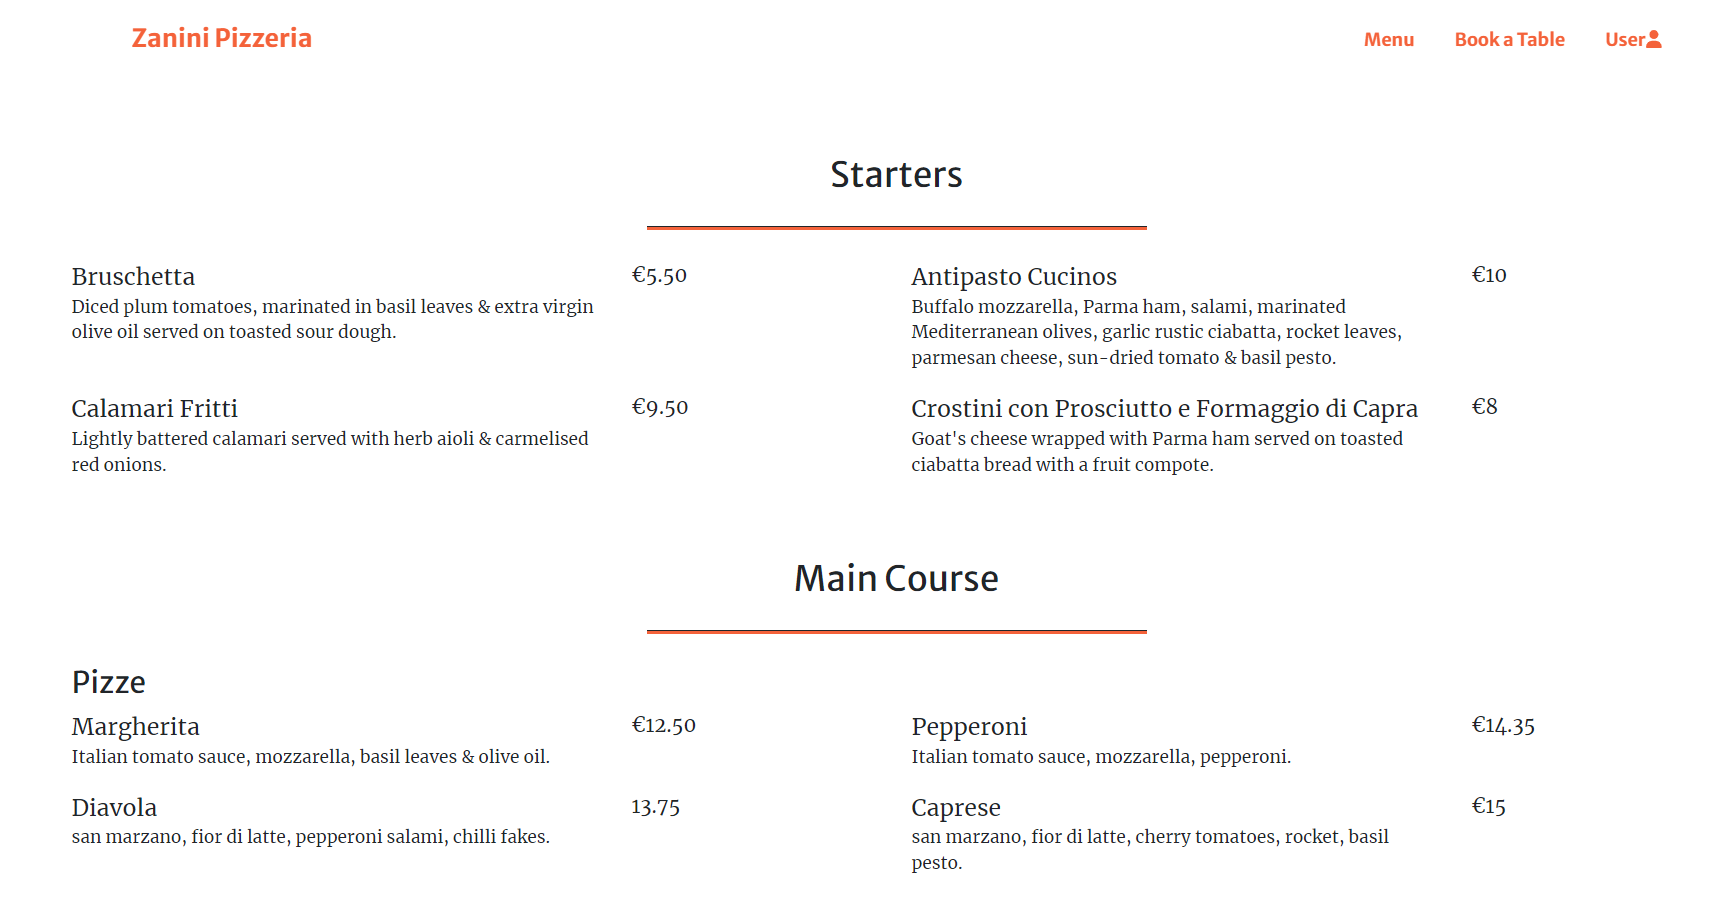 Zanini Pizzeria
Menu
Book a Table
User
Starters
Bruschetta
€5.50
Diced plum tomatoes, marinated in basil leaves & extra virgin
olive oil served on toasted sour dough.
Antipasto Cucinos
€10
Buffalo mozzarella, Parma ham, salami, marinated
Mediterranean olives, garlic rustic ciabatta, rocket leaves,
parmesan cheese, sun-dried tomato & basil pesto.
Calamari Fritti
€9.50
Lightly battered calamari served with herb aioli & carmelised
red onions.
Crostini con Prosciutto e Formaggio di Capra
€8
Goat's cheese wrapped with Parma ham served on toasted
ciabatta bread with a fruit compote.
Main Course
Pizze
Margherita
€12.50
Italian tomato sauce, mozzarella, basil leaves & olive oil.
Pepperoni
€14.35
Italian tomato sauce, mozzarella, pepperoni.
Diavola
13.75
san marzano, fior di latte, pepperoni salami, chilli fakes.
Caprese
€15
san marzano, fior di latte, cherry tomatoes, rocket, basil
pesto.